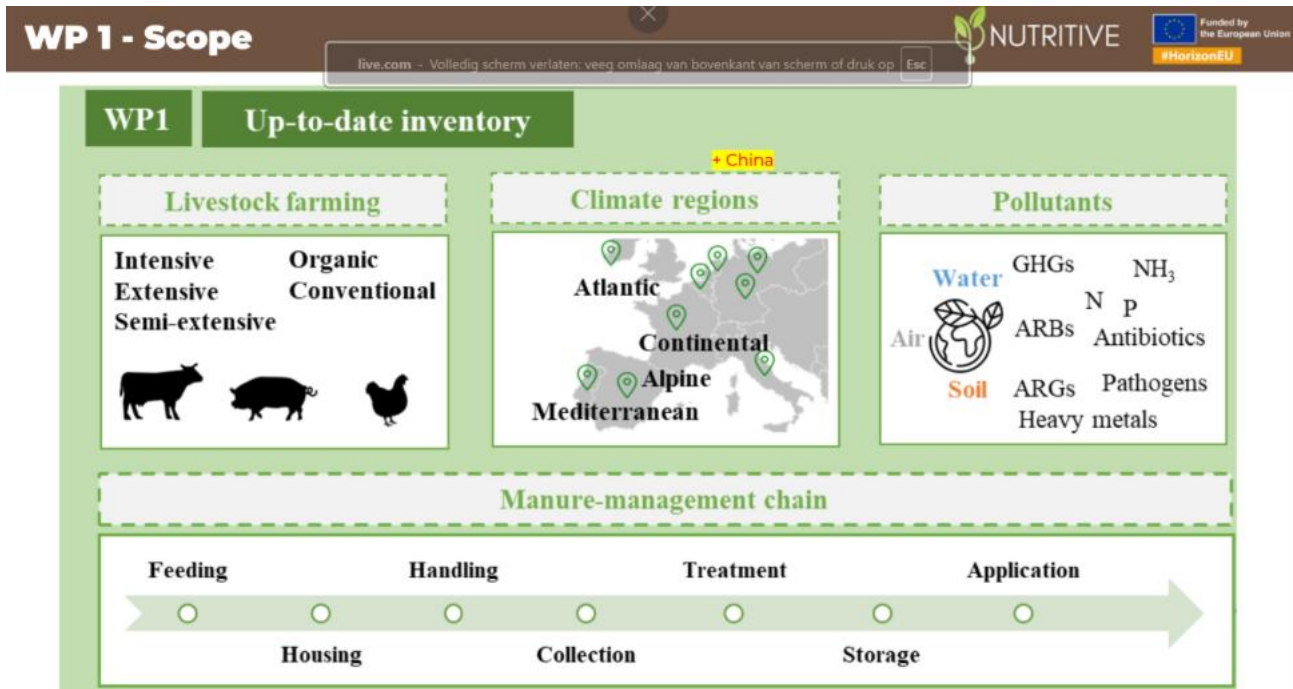 WP 1 - Scope
NUTRITIVE
Funded by
the European Union
#HorizonEU
live.com - Volledig scherm verlaten: veeg omlaag van bovenkant van scherm of druk op Esc
WP1
Up-to-date inventory
+ China
Livestock farming
Intensive
Organic
Extensive
Conventional
Semi-extensive
Climate regions
Atlantic
Continental
Alpine
Mediterranean
Pollutants
Water
Air
Soil
GHGs
NH₃
N
P
ARBs
Antibiotics
ARGs
Pathogens
Heavy metals
Manure-management chain
Feeding
Housing
Handling
Collection
Treatment
Storage
Application